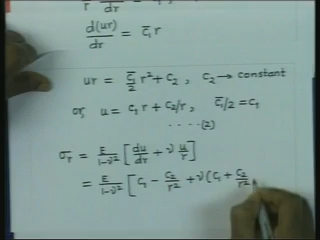 d(ur)/dr = c̄₁r
ur = c̄₁/2 r² + c₂ , c₂ → constant
or, u = c₁ r + c₂/r , c̄₁/2 = c₁
.....(2)
σr = E/1-ν² [du/dr + ν u/r]
= E/1-ν² [c₁ - c₂/r² + ν(c₁ + c₂/r²